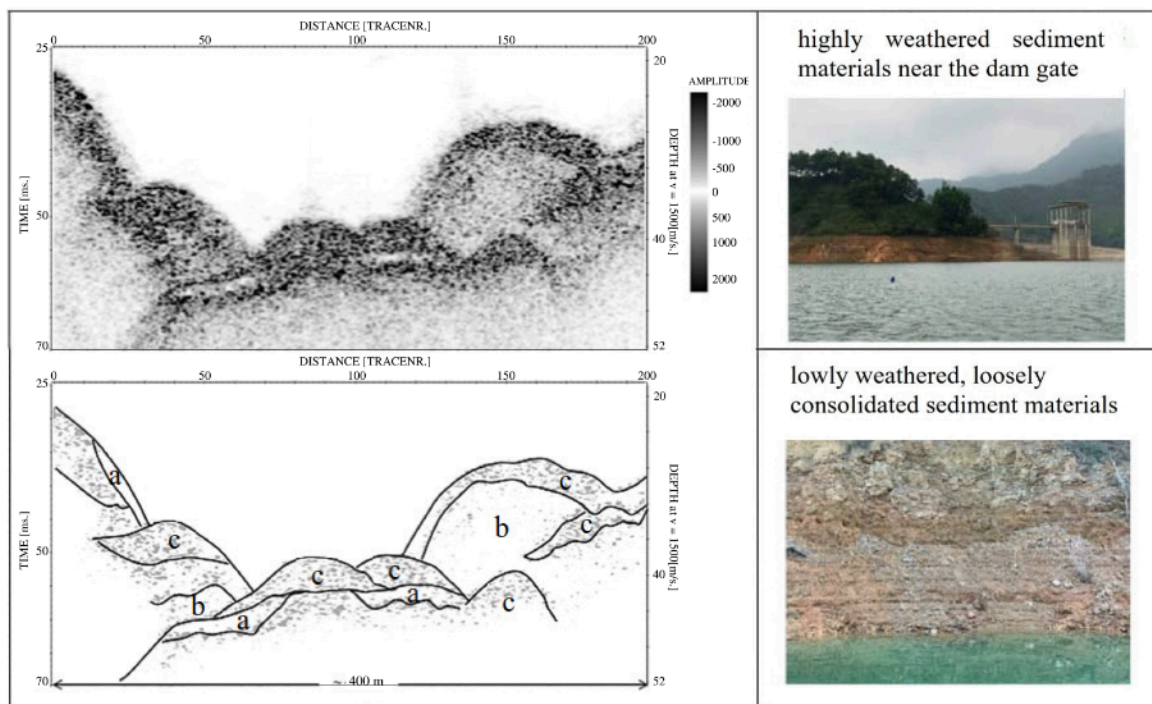 DISTANCE [TRACENR.]
0 50 100 150 200
25
50
70
TIME [ms.]
20
40
52
DEPTH at v = 1500[m/s.]
AMPLITUDE
-2000
-1000
-500
0
500
1000
2000
highly weathered sediment
materials near the dam gate
DISTANCE [TRACENR.]
0 50 100 150 200
25
50
70
TIME [ms.]
20
40
52
DEPTH at v = 1500[m/s.]
a
c
c
b
c
c
c
b
a
a
c
~ 400 m
lowly weathered, loosely
consolidated sediment materials